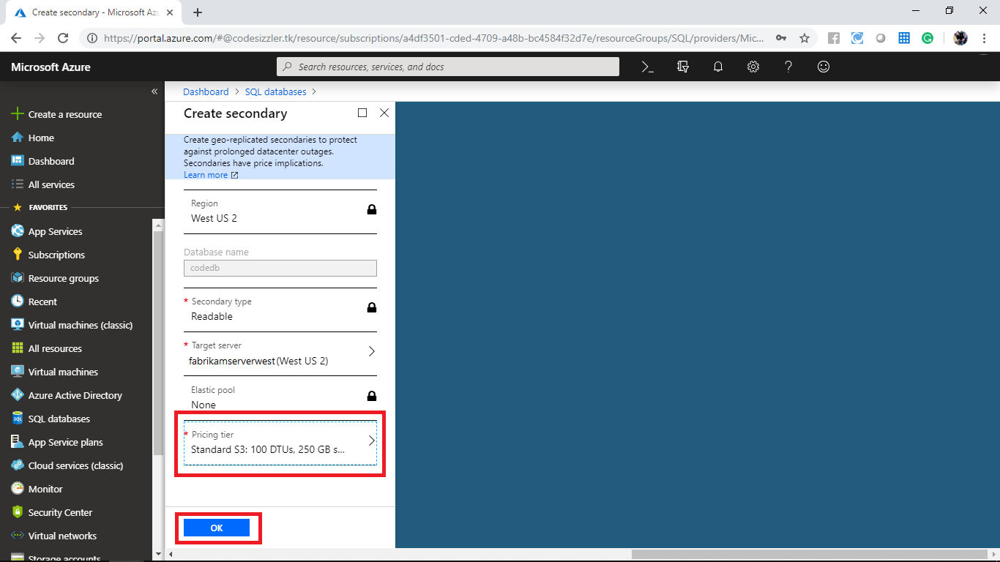 Create secondary - Microsoft Azu
https://portal.azure.com/#@codesizzler.tk/resource/subscriptions/a4df3501-cded-4709-a48b-bc4584f32d7e/resourceGroups/SQL/providers/Mic...
Microsoft Azure
Search resources, services, and docs
Create a resource
Home
Dashboard
All services
FAVORITES
App Services
Subscriptions
Resource groups
Recent
Virtual machines (classic)
All resources
Virtual machines
Azure Active Directory
SQL databases
App Service plans
Cloud services (classic)
Monitor
Security Center
Virtual networks
Storage accounts
Dashboard > SQL databases >
Create secondary
Create geo-replicated secondaries to protect
against prolonged datacenter outages.
Secondaries have price implications.
Learn more
Region
West US 2
Database name
codedb
* Secondary type
Readable
* Target server
fabrikamserverwest (West US 2)
Elastic pool
None
* Pricing tier
Standard S3: 100 DTUs, 250 GB s...
OK